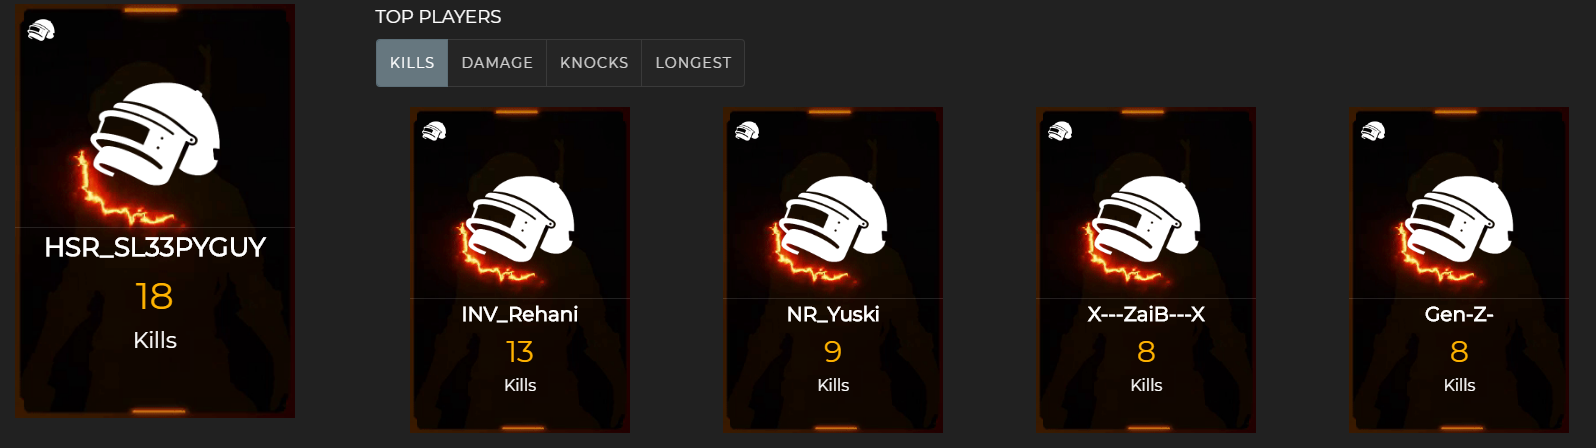 HSR_SL33PYGUY
18
Kills
TOP PLAYERS
KILLS DAMAGE KNOCKS LONGEST
INV_Rehani
13
Kills
NR_Yuski
9
Kills
X---ZaiB---X
8
Kills
Gen-Z-
8
Kills